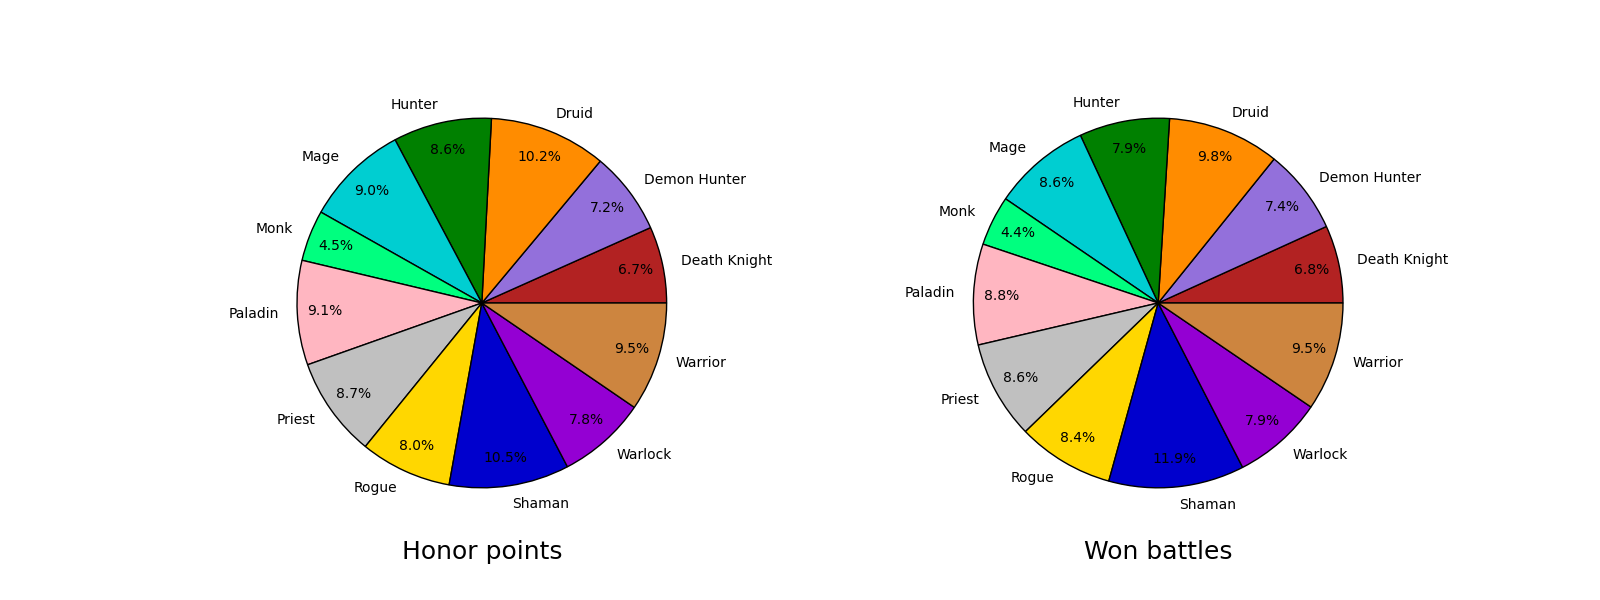 Hunter
Druid
Mage
Demon Hunter
Monk
Death Knight
Paladin
Warrior
Priest
Warlock
Rogue
Shaman
8.6%
10.2%
9.0%
7.2%
4.5%
6.7%
9.1%
9.5%
8.7%
7.8%
8.0%
10.5%
Honor points
Hunter
Druid
Mage
Demon Hunter
Monk
Death Knight
Paladin
Warrior
Priest
Warlock
Rogue
Shaman
7.9%
9.8%
8.6%
7.4%
4.4%
6.8%
8.8%
9.5%
8.6%
7.9%
8.4%
11.9%
Won battles